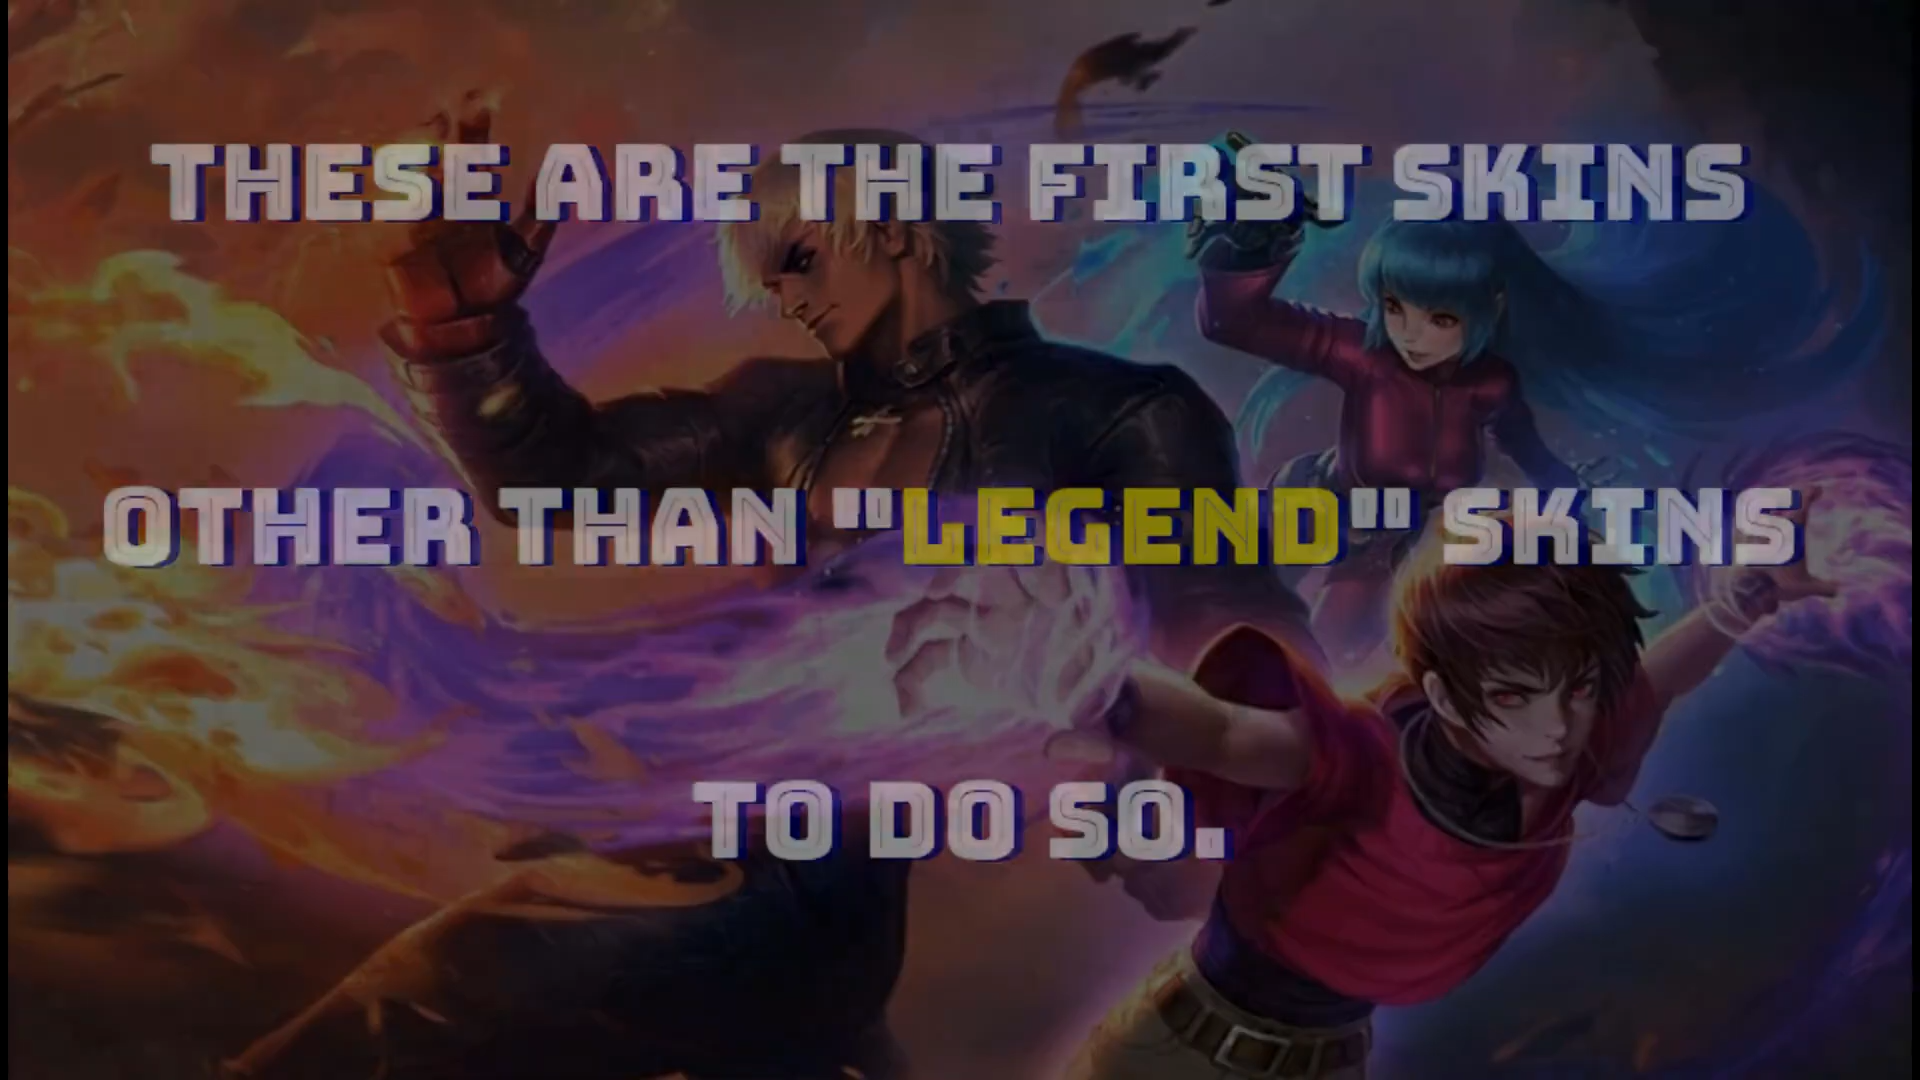 THESE ARE THE FIRST SKINS
OTHER THAN "LEGEND" SKINS
TO DO SO.